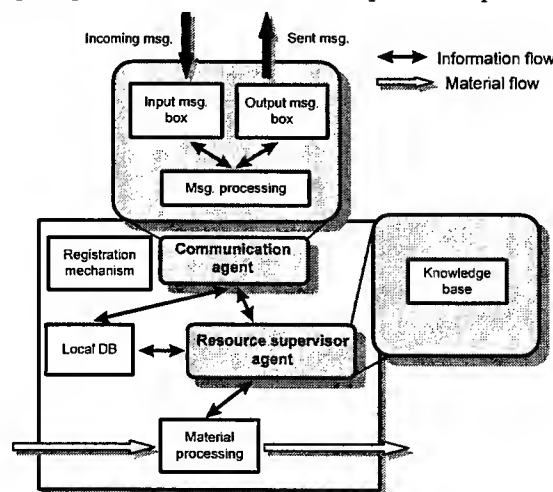 Incoming msg.
Sent msg.
Information flow
Material flow
Input msg.
box
Output msg.
box
Msg. processing
Registration
mechanism
Communication
agent
Knowledge
base
Local DB
Resource supervisor
agent
Material
processing